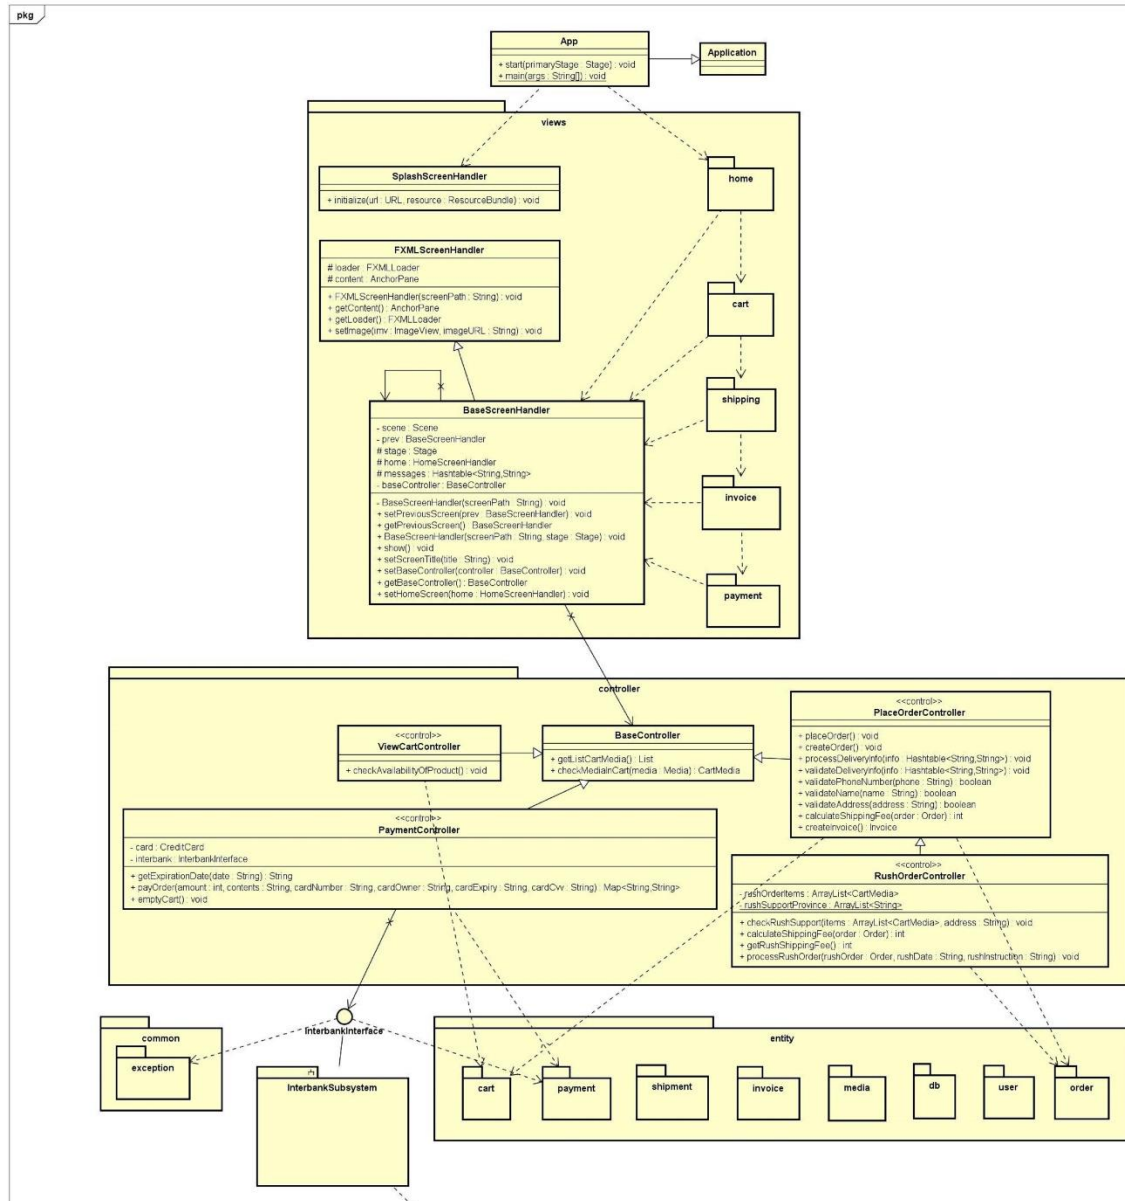 pkg
App
+ start(primaryStage : Stage) : void
+ main(args : String[]) : void
Application
views
SplashScreenHandler
+ initialize(url : URL, resource : ResourceBundle) : void
home
FXMLScreenHandler
# loader : FXMLLoader
# content : AnchorPane
+ FXMLScreenHandler(screenPath : String) : void
+ getContent() : AnchorPane
+ getLoader() : FXMLLoader
+ setImage(imv : ImageView, imageURL : String) : void
cart
shipping
BaseScreenHandler
- scene : Scene
- prev : BaseScreenHandler
# stage : Stage
# home : HomeScreenHandler
# messages : Hashtable<String,String>
- baseController : BaseController
- BaseScreenHandler(screenPath : String) : void
+ setPreviousScreen(prev : BaseScreenHandler) : void
+ getPreviousScreen() : BaseScreenHandler
+ BaseScreenHandler(screenPath : String, stage : Stage) : void
+ show() : void
+ setScreenTitle(title : String) : void
+ setBaseController(controller : BaseController) : void
+ getBaseController() : BaseController
+ setHomeScreen(home : HomeScreenHandler) : void
invoice
payment
controller
<<control>>
ViewCartController
+ checkAvailabilityOfProduct() : void
BaseController
+ getListCartMedia() : List
+ checkMediaInCart(media : Media) : CartMedia
<<control>>
PlaceOrderController
+ placeOrder() : void
+ createOrder() : void
+ processDeliveryInfo(info : Hashtable<String,String>) : void
+ validateDeliveryInfo(info : Hashtable<String,String>) : void
+ validatePhoneNumber(phone : String) : boolean
+ validateName(name : String) : boolean
+ validateAddress(address : String) : boolean
+ calculateShippingFee(order : Order) : int
+ createInvoice() : Invoice
<<control>>
PaymentController
- card : CreditCard
- interbank : InterbankInterface
+ getExpirationDate(date : String) : String
+ payOrder(amount : int, contents : String, cardNumber : String, cardOwner : String, cardExpiry : String, cardCvv : String) : Map<String,String>
+ emptyCart() : void
<<control>>
RushOrderController
- rushOrderItems : ArrayList<CartMedia>
- rushSupportProvince : ArrayList<String>
+ checkRushSupport(items : ArrayList<CartMedia>, address : String) : void
+ calculateShippingFee(order : Order) : int
+ getRushShippingFee() : int
+ processRushOrder(rushOrder : Order, rushDate : String, rushInstruction : String) : void
common
exception
InterbankInterface
InterbankSubsystem
entity
cart
payment
shipment
invoice
media
db
user
order